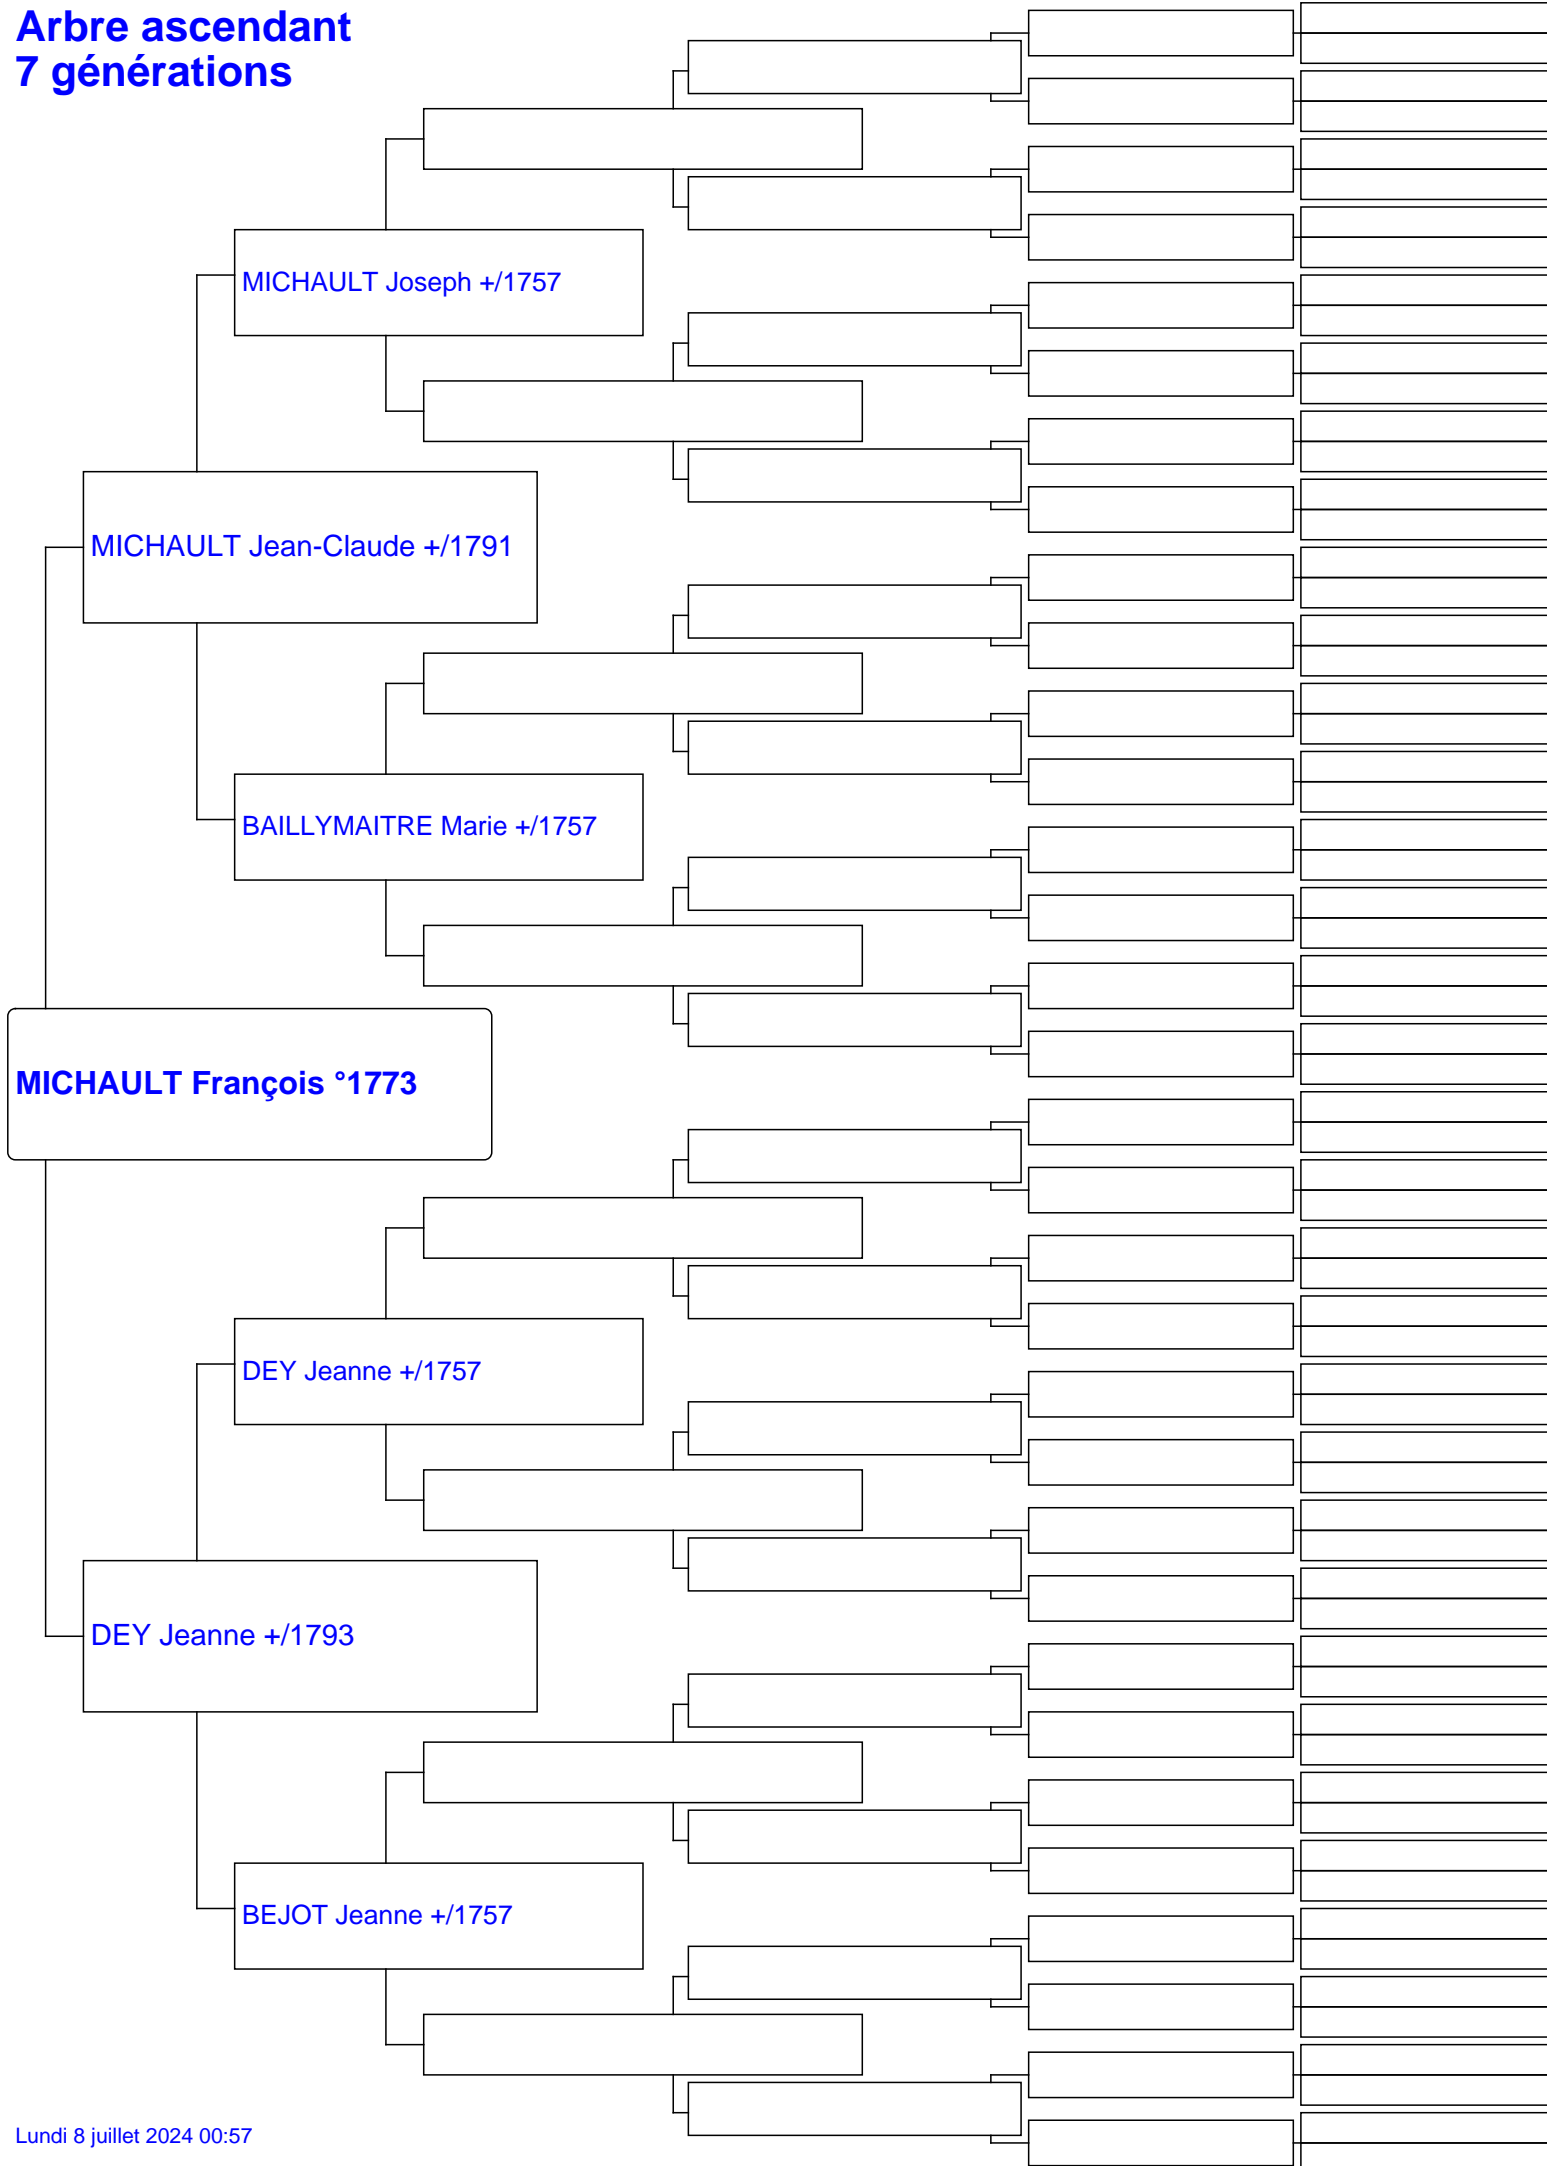 Arbre ascendant
7 générations
MICHAULT Joseph +/1757
MICHAULT Jean-Claude +/1791
BAILLYMAITRE Marie +/1757
MICHAULT François °1773
DEY Jeanne +/1757
DEY Jeanne +/1793
BEJOT Jeanne +/1757
Lundi 8 juillet 2024 00:57